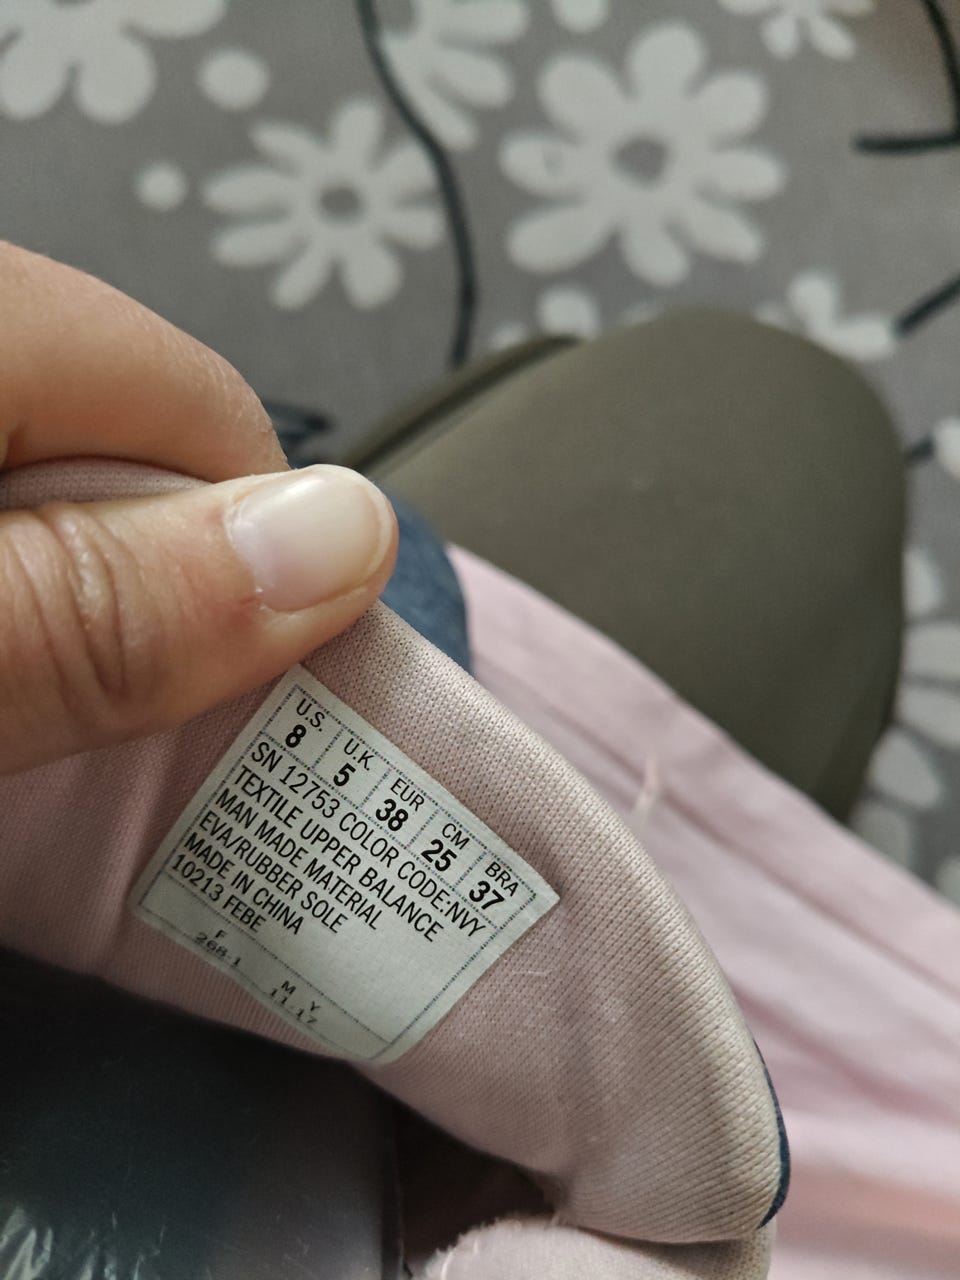 U.S. U.K. EUR CM BRA
8 5 38 25 37
SN 12753 COLOR CODE:NVY
TEXTILE UPPER BALANCE
MAN MADE MATERIAL
EVA/RUBBER SOLE
MADE IN CHINA
10213 FEBE
F M Y
268-1 11-17